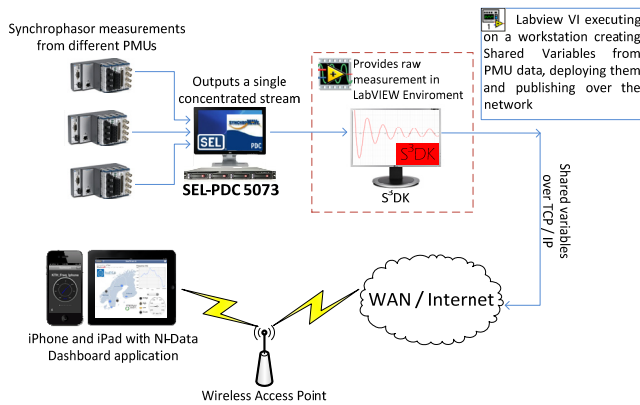 Synchrophasor measurements
from different PMUs
Outputs a single
concentrated stream
SEL
SYNCHROWAVE
PDC
SEL-PDC 5073
Provides raw
measurement in
LabVIEW Enviroment
S³DK
S³DK
1
Labview VI executing
on a workstation creating
Shared Variables from
PMU data, deploying them
and publishing over the
network
Shared variables
over TCP / IP
WAN / Internet
Wireless Access Point
iPhone and iPad with NI-Data
Dashboard application